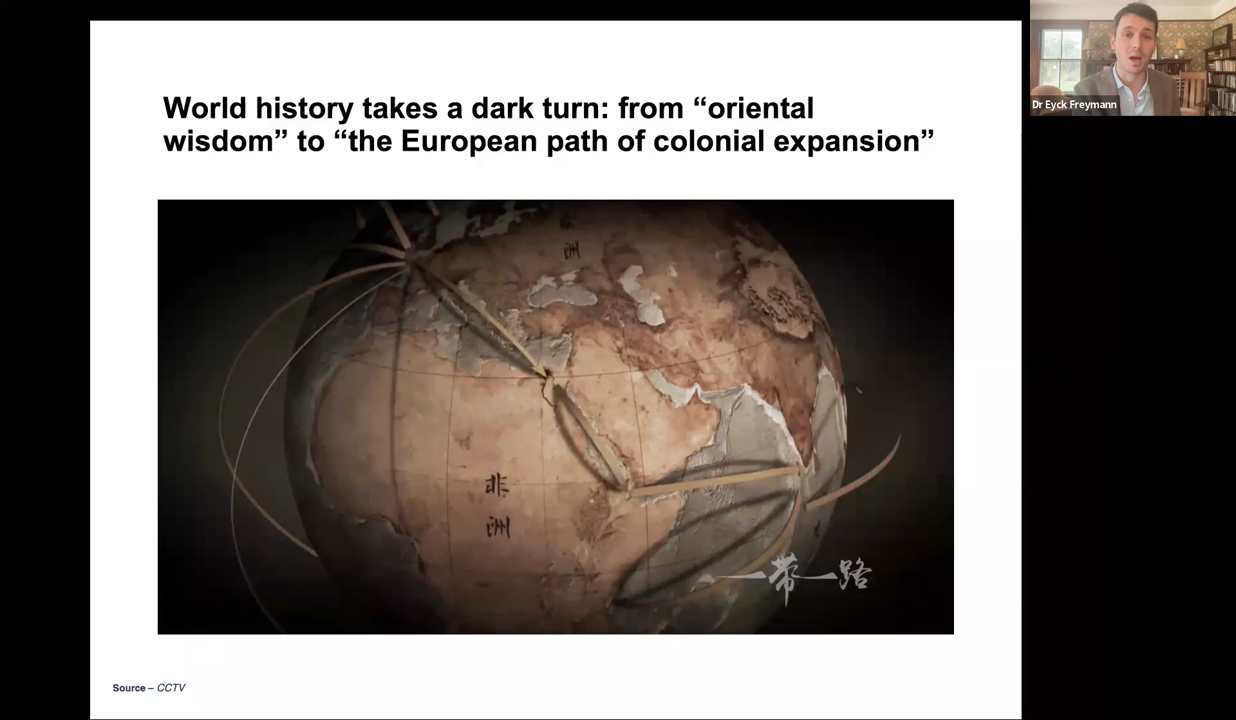 World history takes a dark turn: from “oriental
wisdom” to “the European path of colonial expansion”
Dr Eyck Freymann
洲
非
洲
一带一路
Source – CCTV